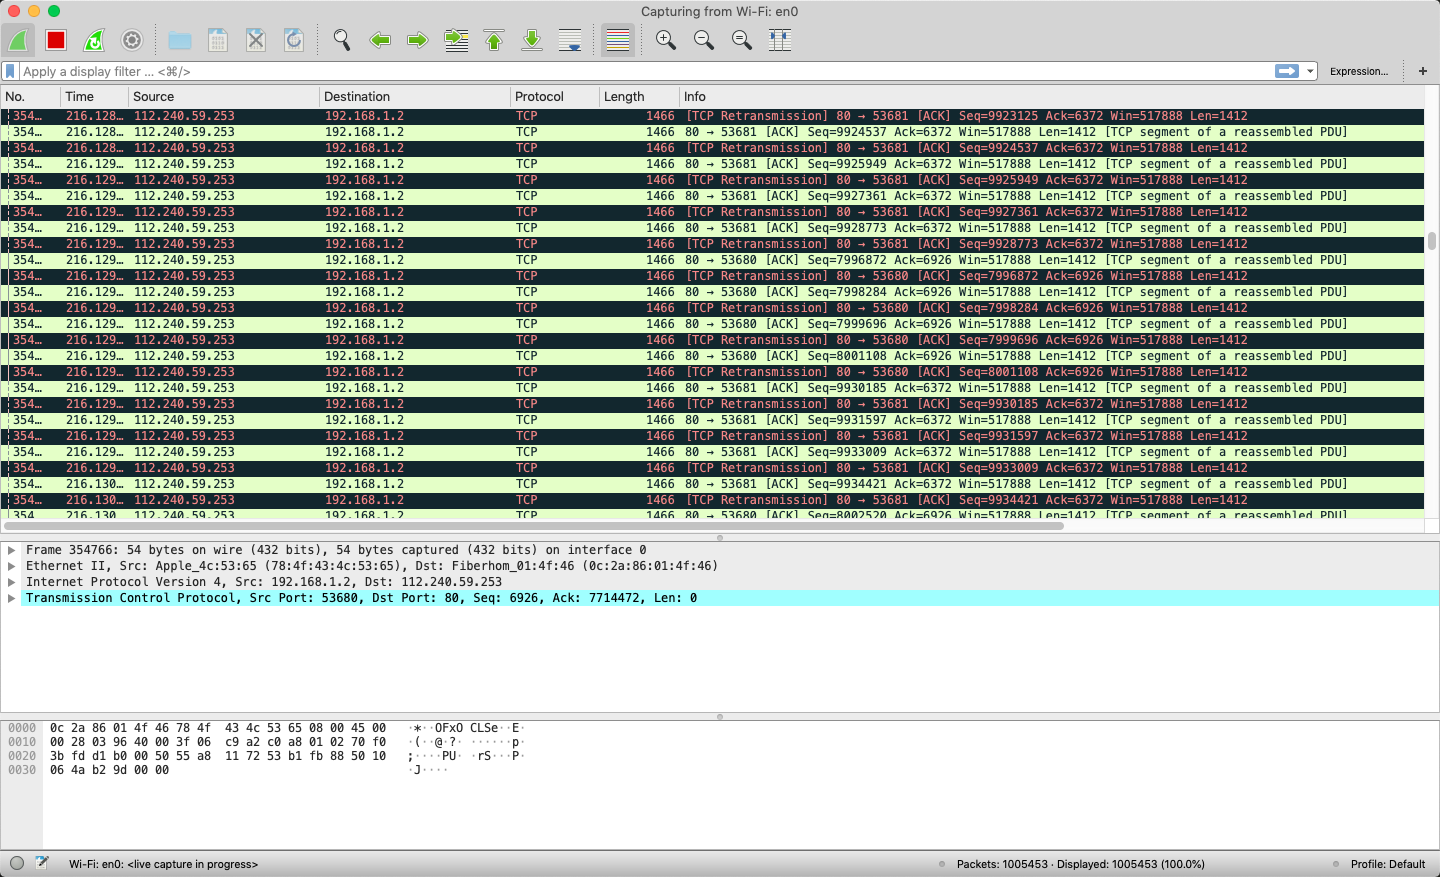 Capturing from Wi-Fi: en0
Apply a display filter ... <⌘/>
Expression...
+
No. Time Source Destination Protocol Length Info
354… 216.128… 112.240.59.253 192.168.1.2 TCP 1466 [TCP Retransmission] 80 → 53681 [ACK] Seq=9923125 Ack=6372 Win=517888 Len=1412
354… 216.128… 112.240.59.253 192.168.1.2 TCP 1466 80 → 53681 [ACK] Seq=9924537 Ack=6372 Win=517888 Len=1412 [TCP segment of a reassembled PDU]
354… 216.128… 112.240.59.253 192.168.1.2 TCP 1466 [TCP Retransmission] 80 → 53681 [ACK] Seq=9924537 Ack=6372 Win=517888 Len=1412
354… 216.129… 112.240.59.253 192.168.1.2 TCP 1466 80 → 53681 [ACK] Seq=9925949 Ack=6372 Win=517888 Len=1412 [TCP segment of a reassembled PDU]
354… 216.129… 112.240.59.253 192.168.1.2 TCP 1466 [TCP Retransmission] 80 → 53681 [ACK] Seq=9925949 Ack=6372 Win=517888 Len=1412
354… 216.129… 112.240.59.253 192.168.1.2 TCP 1466 80 → 53681 [ACK] Seq=9927361 Ack=6372 Win=517888 Len=1412 [TCP segment of a reassembled PDU]
354… 216.129… 112.240.59.253 192.168.1.2 TCP 1466 [TCP Retransmission] 80 → 53681 [ACK] Seq=9927361 Ack=6372 Win=517888 Len=1412
354… 216.129… 112.240.59.253 192.168.1.2 TCP 1466 80 → 53681 [ACK] Seq=9928773 Ack=6372 Win=517888 Len=1412 [TCP segment of a reassembled PDU]
354… 216.129… 112.240.59.253 192.168.1.2 TCP 1466 [TCP Retransmission] 80 → 53681 [ACK] Seq=9928773 Ack=6372 Win=517888 Len=1412
354… 216.129… 112.240.59.253 192.168.1.2 TCP 1466 80 → 53680 [ACK] Seq=7996872 Ack=6926 Win=517888 Len=1412 [TCP segment of a reassembled PDU]
354… 216.129… 112.240.59.253 192.168.1.2 TCP 1466 [TCP Retransmission] 80 → 53680 [ACK] Seq=7996872 Ack=6926 Win=517888 Len=1412
354… 216.129… 112.240.59.253 192.168.1.2 TCP 1466 80 → 53680 [ACK] Seq=7998284 Ack=6926 Win=517888 Len=1412 [TCP segment of a reassembled PDU]
354… 216.129… 112.240.59.253 192.168.1.2 TCP 1466 [TCP Retransmission] 80 → 53680 [ACK] Seq=7998284 Ack=6926 Win=517888 Len=1412
354… 216.129… 112.240.59.253 192.168.1.2 TCP 1466 80 → 53680 [ACK] Seq=7999696 Ack=6926 Win=517888 Len=1412 [TCP segment of a reassembled PDU]
354… 216.129… 112.240.59.253 192.168.1.2 TCP 1466 [TCP Retransmission] 80 → 53680 [ACK] Seq=7999696 Ack=6926 Win=517888 Len=1412
354… 216.129… 112.240.59.253 192.168.1.2 TCP 1466 80 → 53680 [ACK] Seq=8001108 Ack=6926 Win=517888 Len=1412 [TCP segment of a reassembled PDU]
354… 216.129… 112.240.59.253 192.168.1.2 TCP 1466 [TCP Retransmission] 80 → 53680 [ACK] Seq=8001108 Ack=6926 Win=517888 Len=1412
354… 216.129… 112.240.59.253 192.168.1.2 TCP 1466 80 → 53681 [ACK] Seq=9930185 Ack=6372 Win=517888 Len=1412 [TCP segment of a reassembled PDU]
354… 216.129… 112.240.59.253 192.168.1.2 TCP 1466 [TCP Retransmission] 80 → 53681 [ACK] Seq=9930185 Ack=6372 Win=517888 Len=1412
354… 216.129… 112.240.59.253 192.168.1.2 TCP 1466 80 → 53681 [ACK] Seq=9931597 Ack=6372 Win=517888 Len=1412 [TCP segment of a reassembled PDU]
354… 216.129… 112.240.59.253 192.168.1.2 TCP 1466 [TCP Retransmission] 80 → 53681 [ACK] Seq=9931597 Ack=6372 Win=517888 Len=1412
354… 216.129… 112.240.59.253 192.168.1.2 TCP 1466 80 → 53681 [ACK] Seq=9933009 Ack=6372 Win=517888 Len=1412 [TCP segment of a reassembled PDU]
354… 216.129… 112.240.59.253 192.168.1.2 TCP 1466 [TCP Retransmission] 80 → 53681 [ACK] Seq=9933009 Ack=6372 Win=517888 Len=1412
354… 216.130… 112.240.59.253 192.168.1.2 TCP 1466 80 → 53681 [ACK] Seq=9934421 Ack=6372 Win=517888 Len=1412 [TCP segment of a reassembled PDU]
354… 216.130… 112.240.59.253 192.168.1.2 TCP 1466 [TCP Retransmission] 80 → 53681 [ACK] Seq=9934421 Ack=6372 Win=517888 Len=1412
354 216.130 112.240.59.253 192.168.1.2 TCP 1466 80 → 53680 [ACK] Seq=8002520 Ack=6926 Win=517888 Len=1412 [TCP segment of a reassembled PDU]
Frame 354766: 54 bytes on wire (432 bits), 54 bytes captured (432 bits) on interface 0
Ethernet II, Src: Apple_4c:53:65 (78:4f:43:4c:53:65), Dst: Fiberhom_01:4f:46 (0c:2a:86:01:4f:46)
Internet Protocol Version 4, Src: 192.168.1.2, Dst: 112.240.59.253
Transmission Control Protocol, Src Port: 53680, Dst Port: 80, Seq: 6926, Ack: 7714472, Len: 0
0000 0c 2a 86 01 4f 46 78 4f 43 4c 53 65 08 00 45 00 ·*··OFxO CLSe··E·
0010 00 28 03 96 40 00 3f 06 c9 a2 c0 a8 01 02 70 f0 ·(··@·?· ······p·
0020 3b fd d1 b0 00 50 55 a8 11 72 53 b1 fb 88 50 10 ;····PU· ·rS···P·
0030 06 4a b2 9d 00 00 ·J····
Wi-Fi: en0: <live capture in progress>
Packets: 1005453 · Displayed: 1005453 (100.0%)
Profile: Default